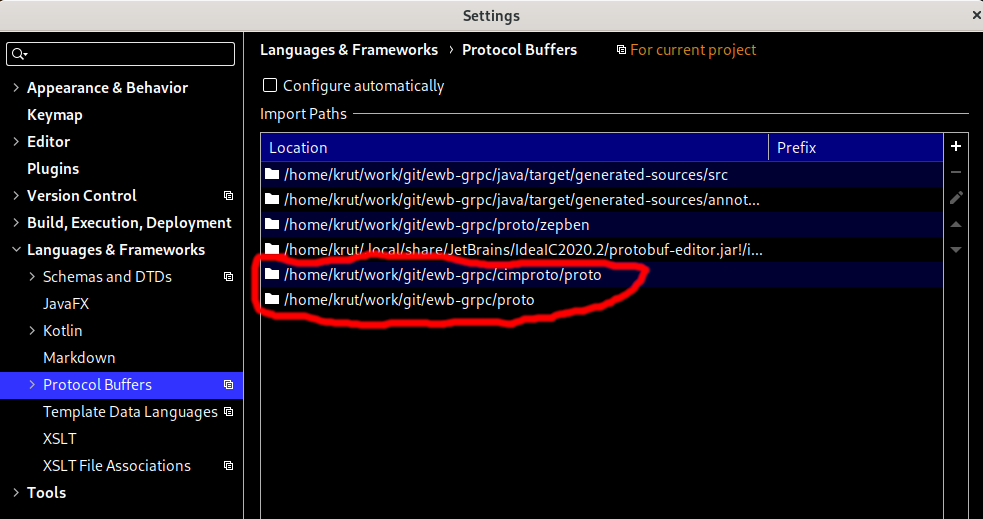 Settings
Languages & Frameworks › Protocol Buffers For current project
Configure automatically
Import Paths
Location Prefix
/home/krut/work/git/ewb-grpc/java/target/generated-sources/src
/home/krut/work/git/ewb-grpc/java/target/generated-sources/annot...
/home/krut/work/git/ewb-grpc/proto/zepben
/home/krut/.local/share/JetBrains/IdeaIC2020.2/protobuf-editor.jar!/i...
/home/krut/work/git/ewb-grpc/cimproto/proto
/home/krut/work/git/ewb-grpc/proto
Appearance & Behavior
Keymap
Editor
Plugins
Version Control
Build, Execution, Deployment
Languages & Frameworks
Schemas and DTDs
JavaFX
Kotlin
Markdown
Protocol Buffers
Template Data Languages
XSLT
XSLT File Associations
Tools